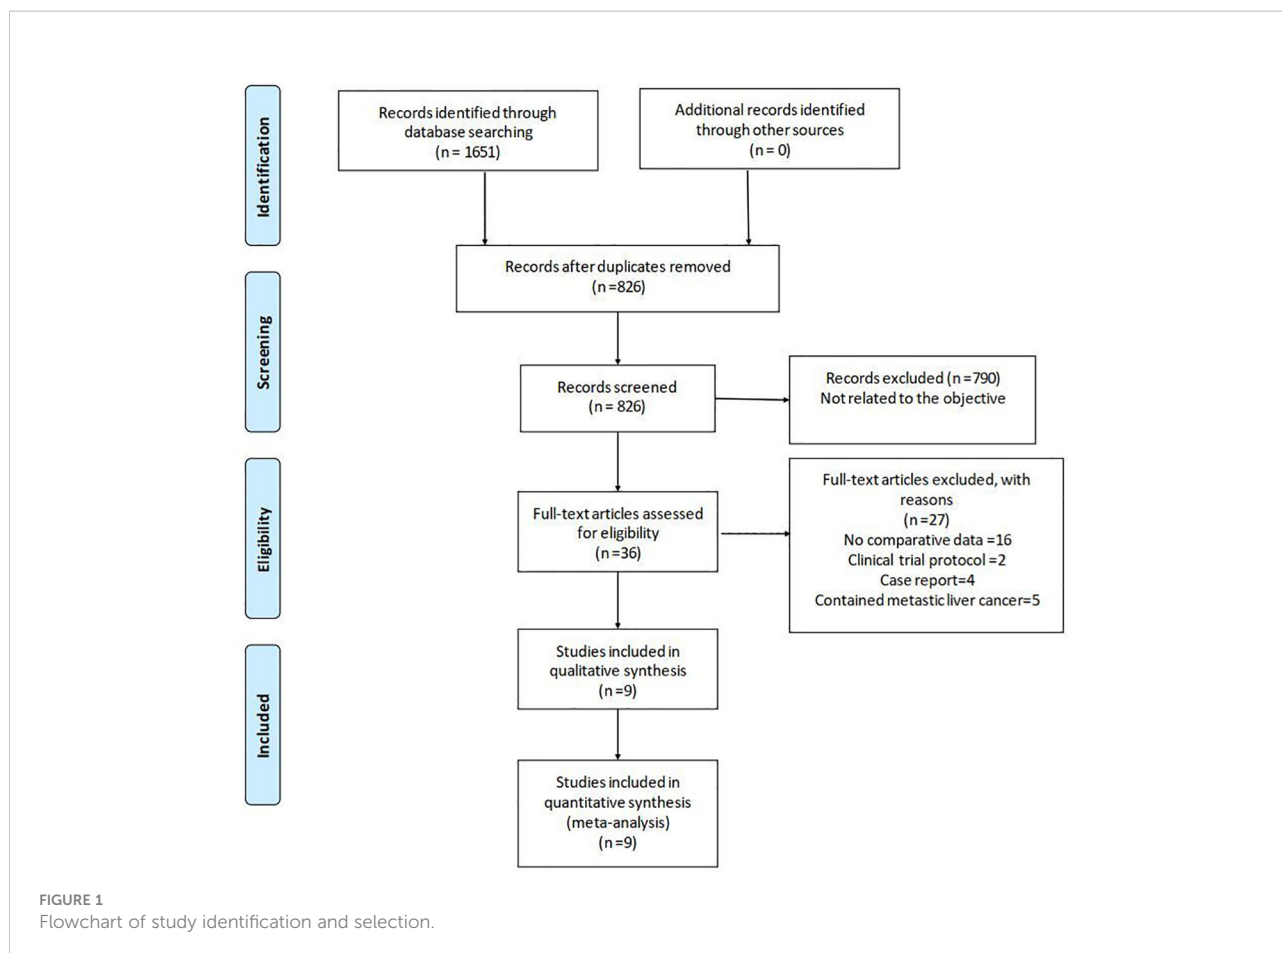 Identification
Records identified through
database searching
(n = 1651)
Additional records identified
through other sources
(n = 0)
Records after duplicates removed
(n =826)
Screening
Records screened
(n = 826)
Records excluded (n =790)
Not related to the objective
Eligibility
Full-text articles assessed
for eligibility
(n =36)
Full-text articles excluded, with
reasons
(n =27)
No comparative data =16
Clinical trial protocol =2
Case report=4
Contained metastic liver cancer=5
Included
Studies included in
qualitative synthesis
(n =9)
Studies included in
quantitative synthesis
(meta-analysis)
(n =9)
FIGURE 1
Flowchart of study identification and selection.